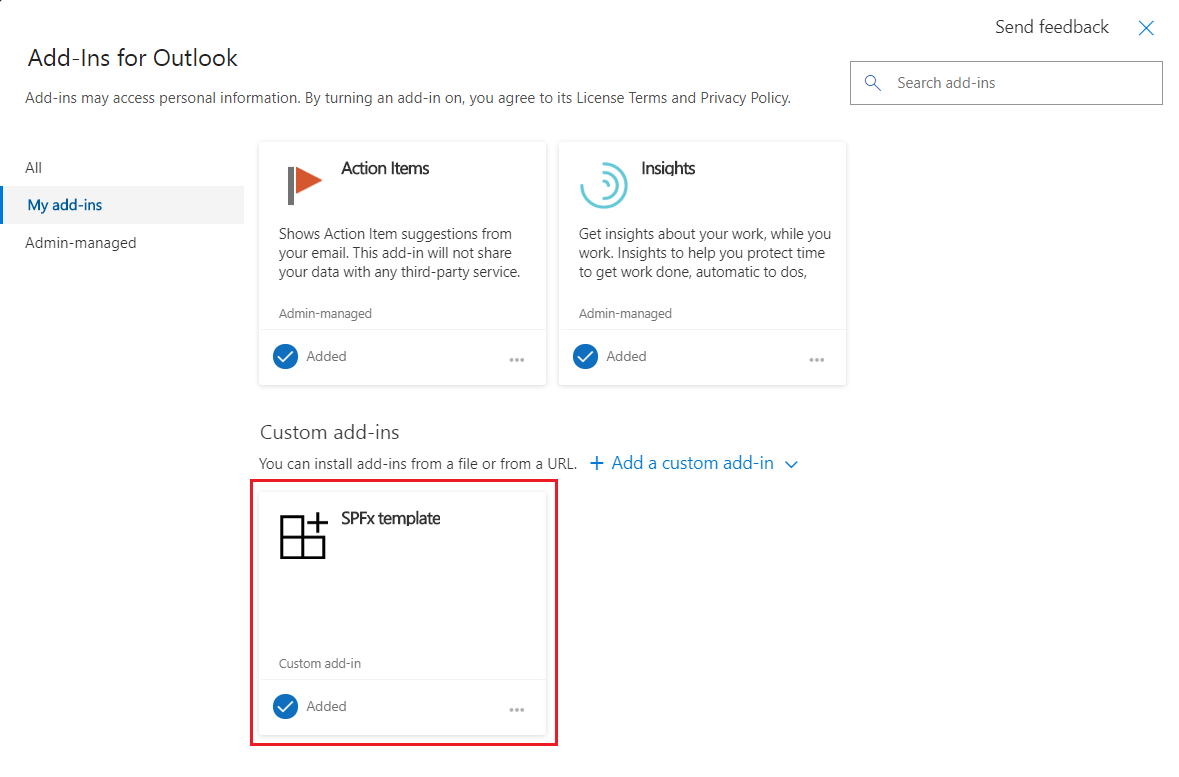 Send feedback
Add-Ins for Outlook
Search add-ins
Add-ins may access personal information. By turning an add-in on, you agree to its License Terms and Privacy Policy.
All
My add-ins
Admin-managed
Action Items
Shows Action Item suggestions from
your email. This add-in will not share
your data with any third-party service.
Admin-managed
Added
Insights
Get insights about your work, while you
work. Insights to help you protect time
to get work done, automatic to dos,
Admin-managed
Added
Custom add-ins
You can install add-ins from a file or from a URL. + Add a custom add-in
SPFx template
Custom add-in
Added